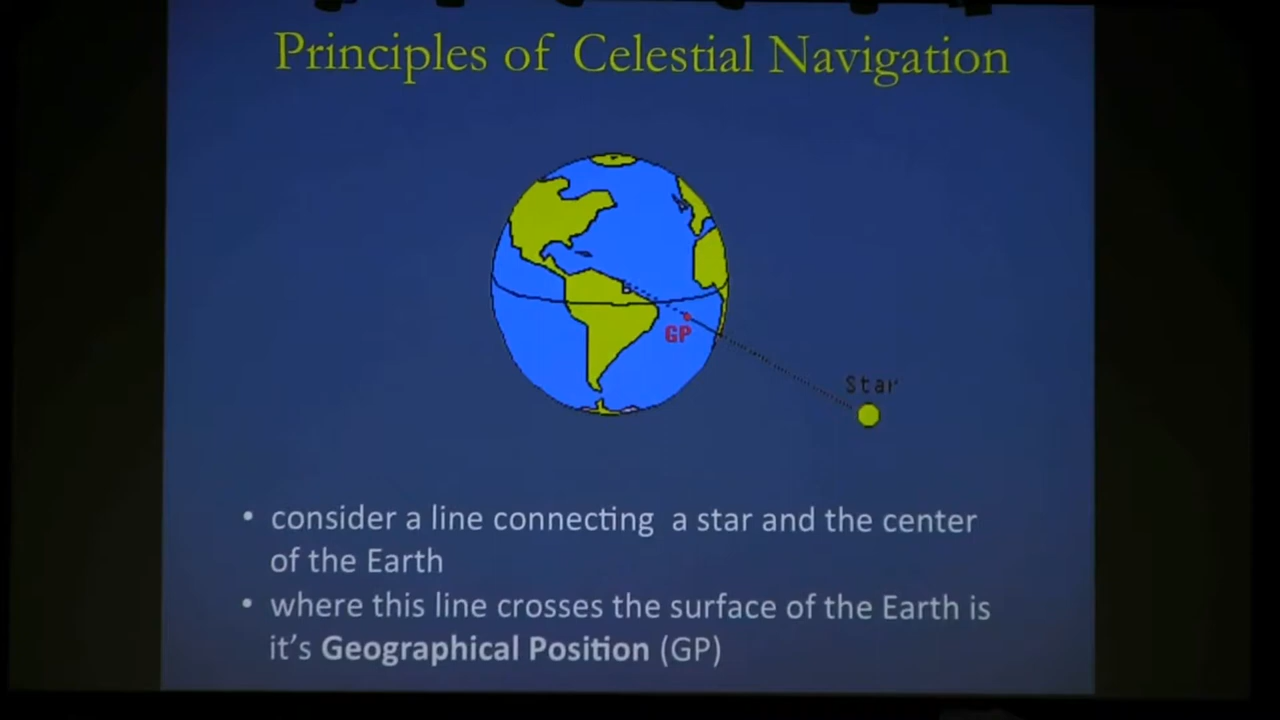 Principles of Celestial Navigation
GP
Star
• consider a line connecting a star and the center
of the Earth
• where this line crosses the surface of the Earth is
it's Geographical Position (GP)